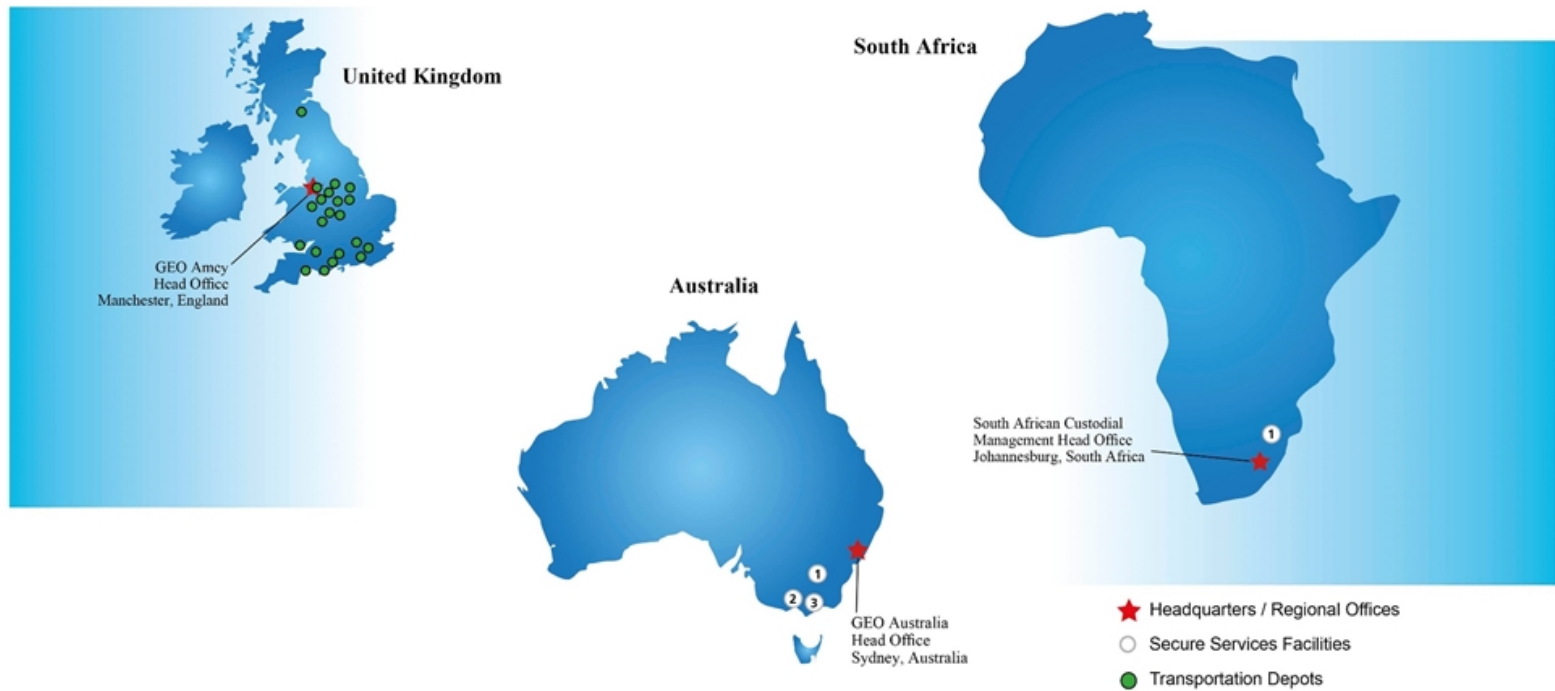 United Kingdom
GEO Amey
Head Office
Manchester, England
Australia
1
2
3
GEO Australia
Head Office
Sydney, Australia
South Africa
1
South African Custodial
Management Head Office
Johannesburg, South Africa
Headquarters / Regional Offices
Secure Services Facilities
Transportation Depots